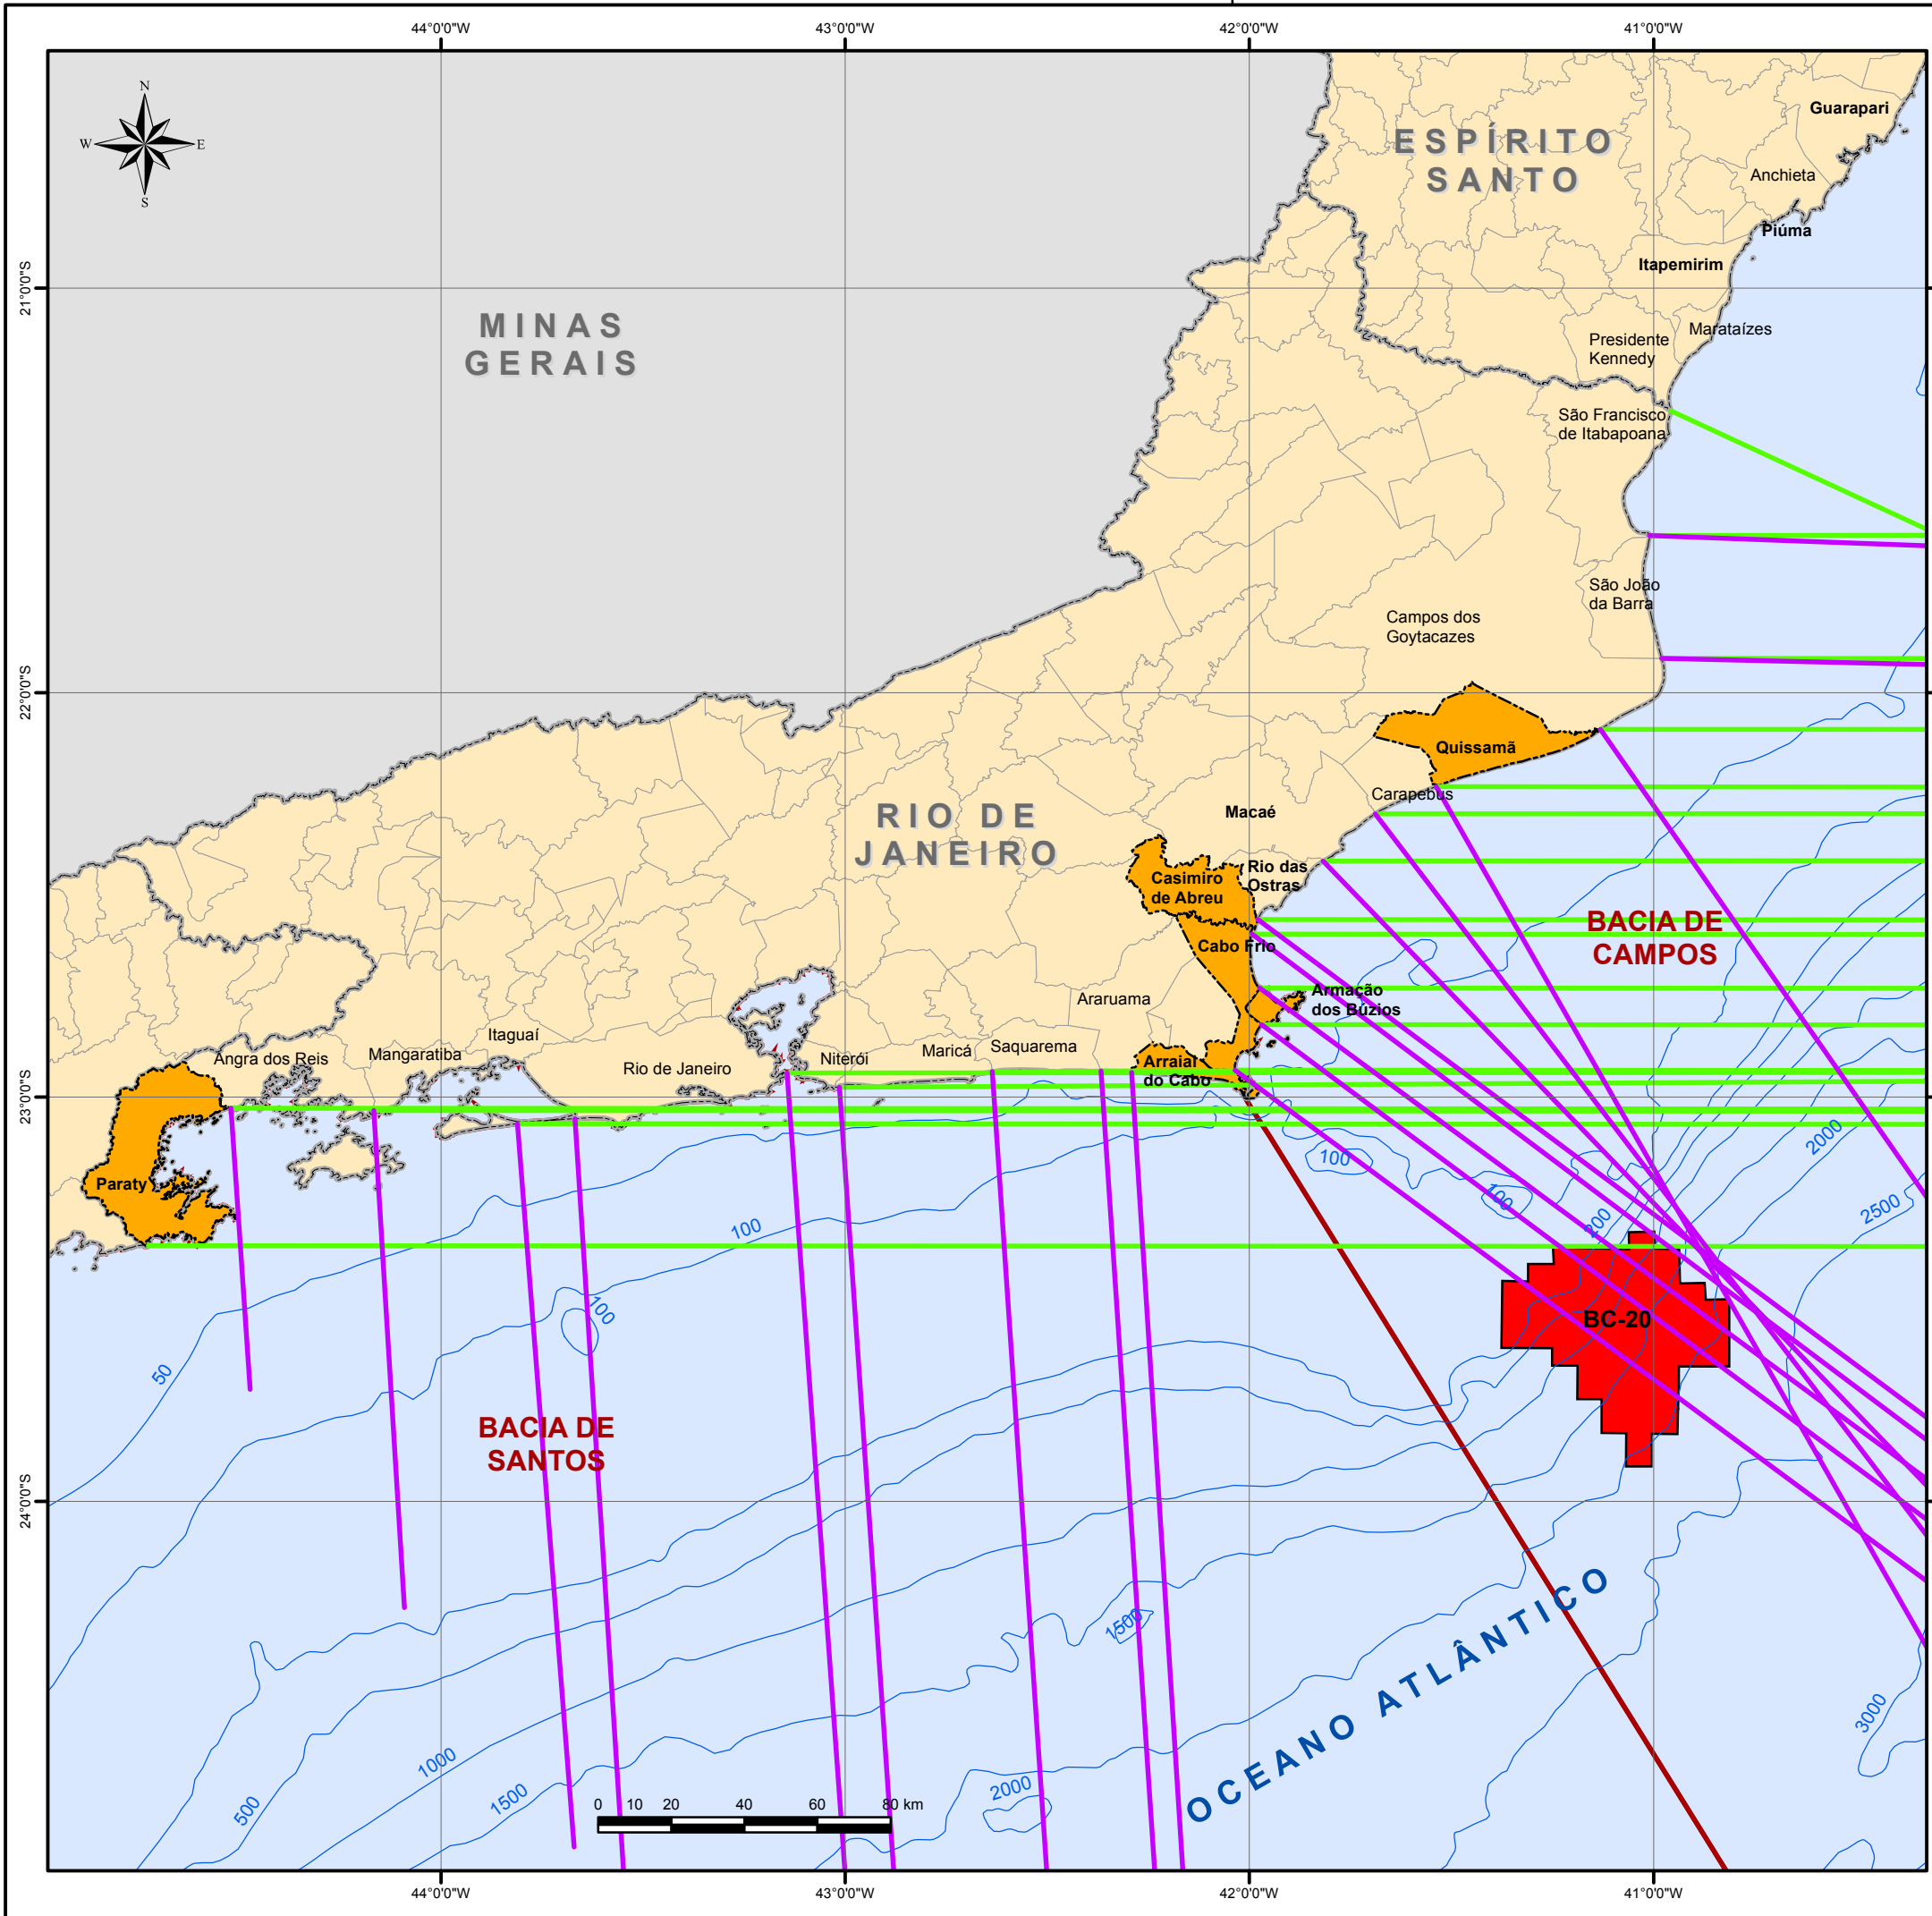 44°0'0"W
43°0'0"W
42°0'0"W
41°0'0"W
N
W
E
S
Guarapari
ESPÍRITO
SANTO
Anchieta
Piúma
Itapemirim
21°0'0"S
MINAS
GERAIS
Marataízes
Presidente
Kennedy
São Francisco
de Itabapoana
São João
da Barra
Campos dos
Goytacazes
22°0'0"S
Quissamã
Carapebus
Macaé
RIO DE
JANEIRO
Rio das
Ostras
Casimiro
de Abreu
Cabo Frio
BACIA DE
CAMPOS
Armação
dos Búzios
Araruama
Itaguaí
Angra dos Reis
Mangaratiba
Rio de Janeiro
Niterói
Maricá
Saquarema
Arraial
do Cabo
23°0'0"S
2000
100
Paraty
100
200
2500
100
100
BC-20
50
BACIA DE
SANTOS
24°0'0"S
OCEANO ATLÂNTICO
1500
3000
1000
1500
2000
500
0 10 20 40 60 80 km
44°0'0"W
43°0'0"W
42°0'0"W
41°0'0"W